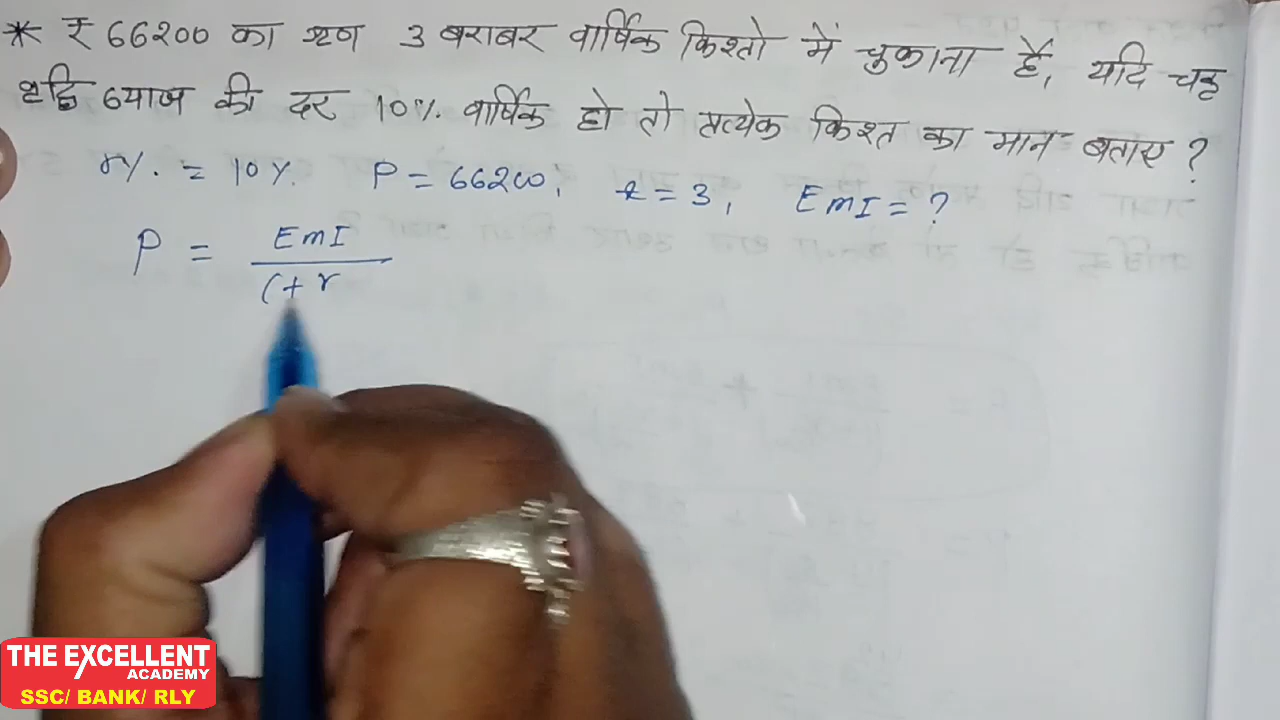 * ₹ 66200 का ऋण 3 बराबर वार्षिक किश्तो में चुकाना है, यदि चक्र
वृद्धि ब्याज की दर 10% वार्षिक हो तो प्रत्येक किश्त का मान बताए ?
r% = 10%. P = 66200, t = 3, EmI = ?
P = EmI
(1+ r
THE EXCELLENT
ACADEMY
SSC/ BANK/ RLY